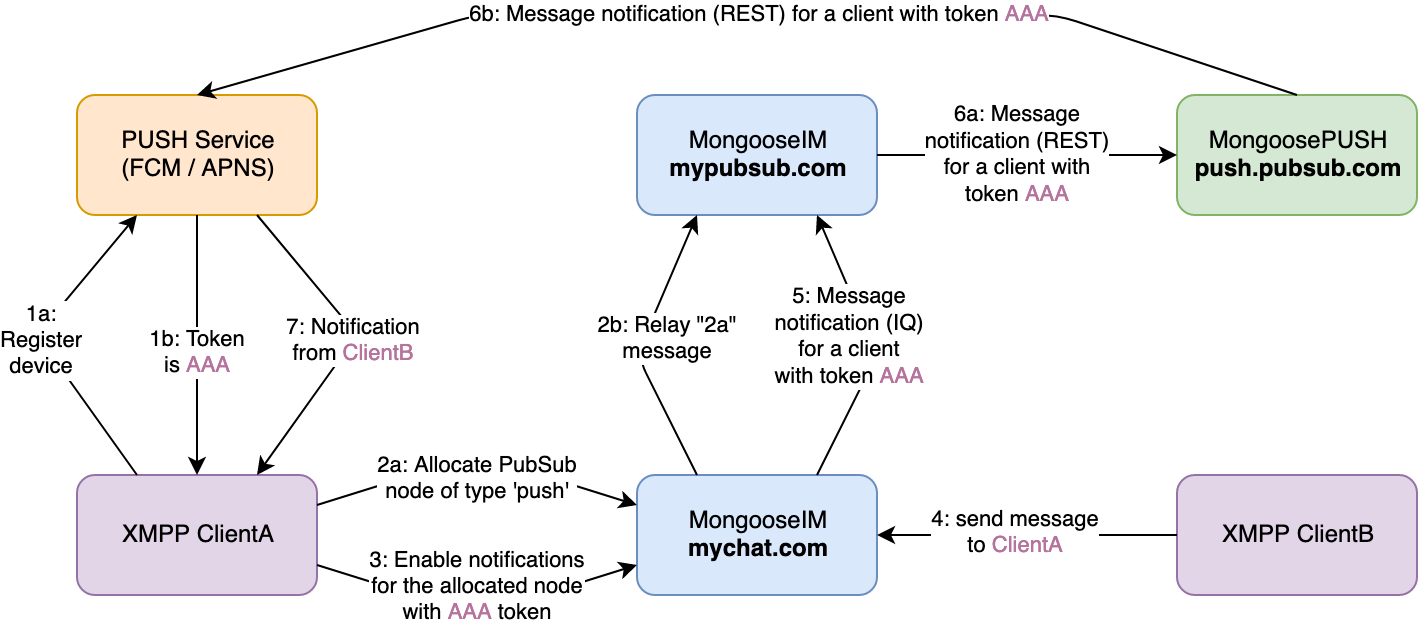 6b: Message notification (REST) for a client with token AAA
PUSH Service
(FCM / APNS)
MongooseIM
mypubsub.com
6a: Message
notification (REST)
for a client with
token AAA
MongoosePUSH
push.pubsub.com
1a:
Register
device
1b: Token
is AAA
7: Notification
from ClientB
2b: Relay "2a"
message
5: Message
notification (IQ)
for a client
with token AAA
XMPP ClientA
2a: Allocate PubSub
node of type 'push'
3: Enable notifications
for the allocated node
with AAA token
MongooseIM
mychat.com
4: send message
to ClientA
XMPP ClientB